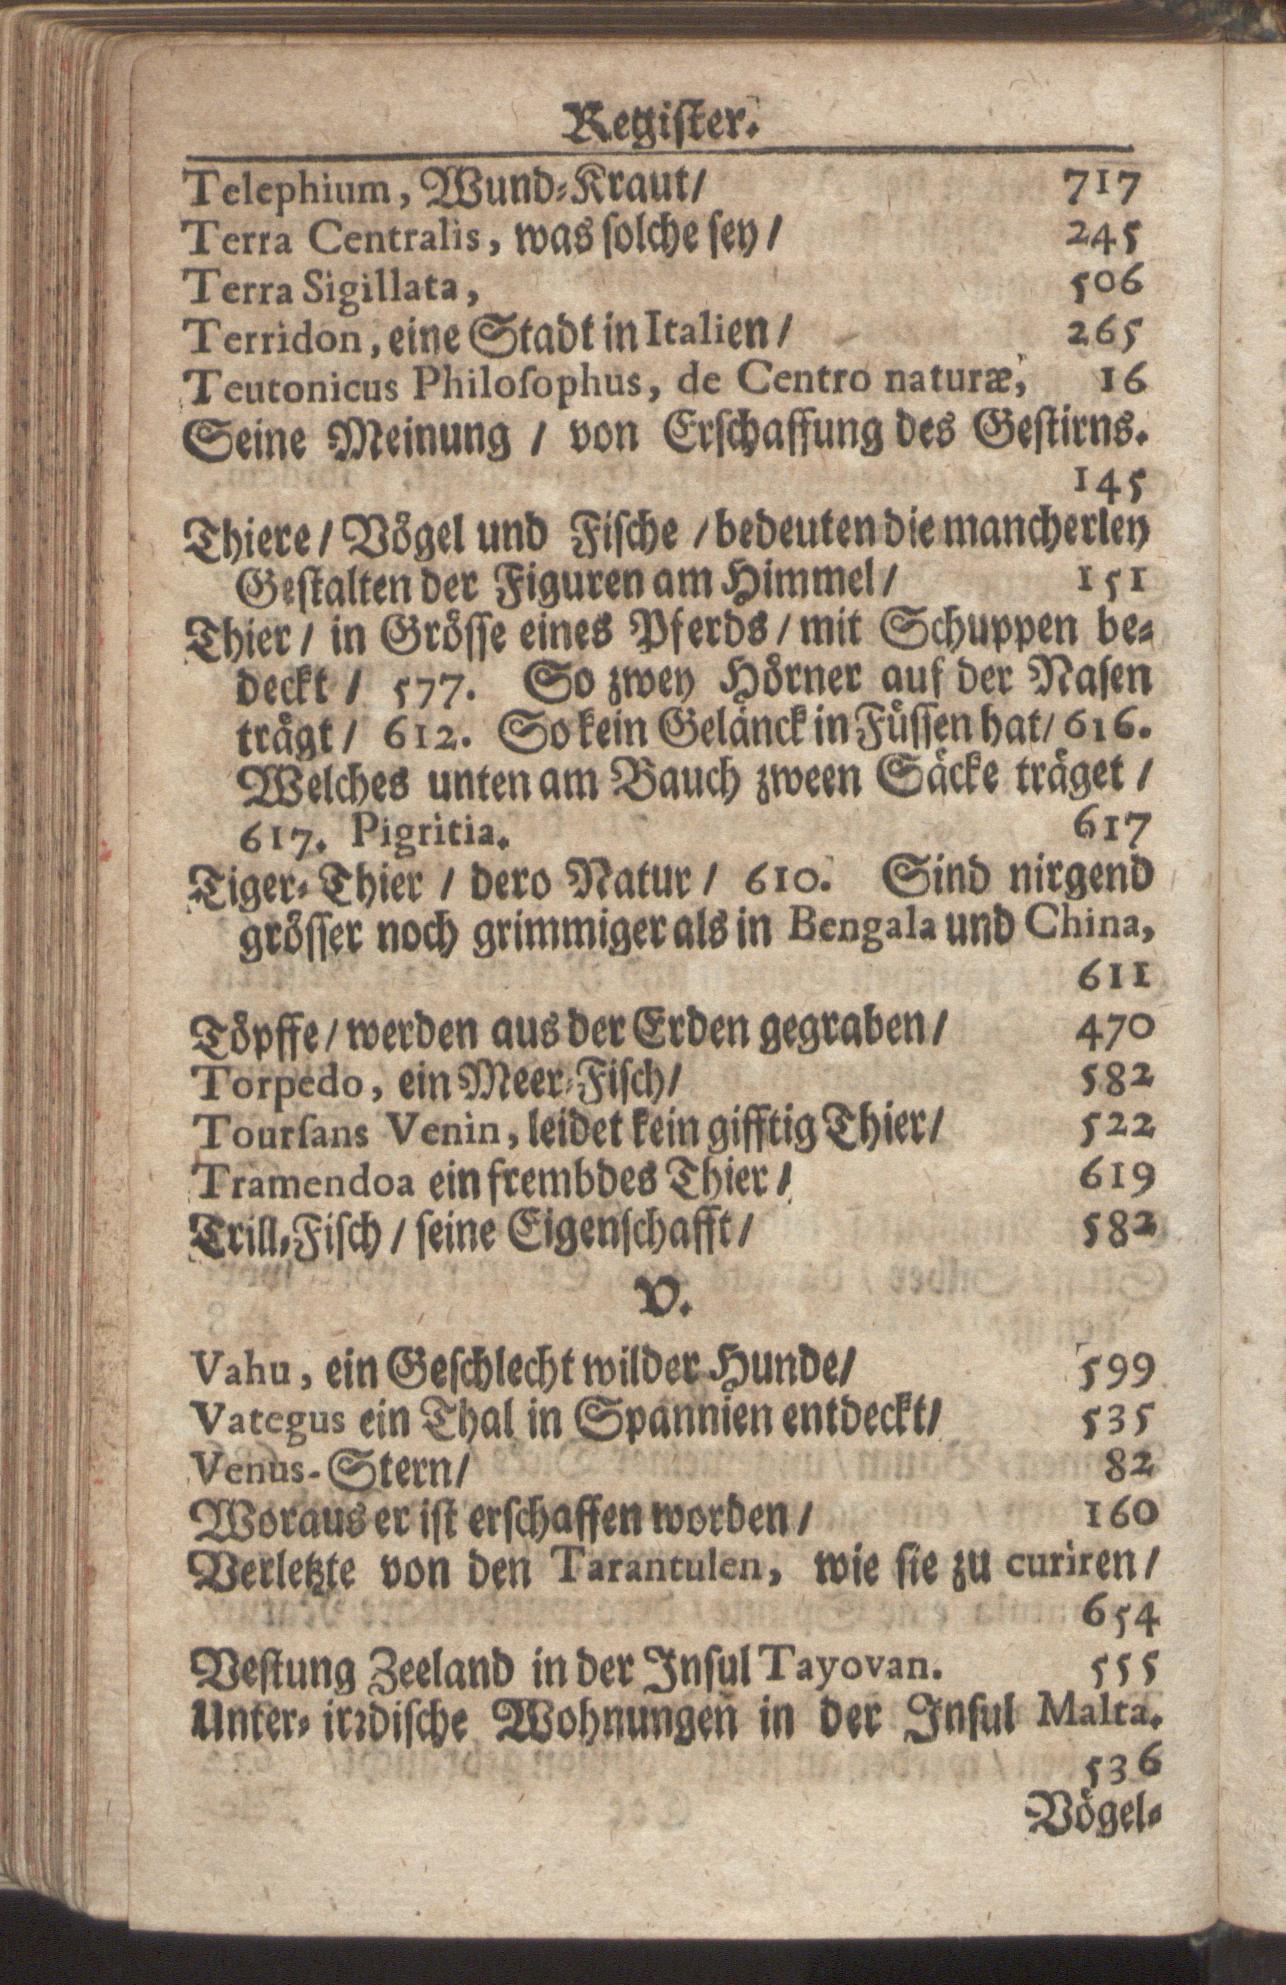 Register.
Telephium, Wund-Kraut/ 717
Terra Centralis, was solche sey/ 245
Terra Sigillata, 506
Terridon, eine Stadt in Italien/ 265
Teutonicus Philosophus, de Centro naturæ, 16
Seine Meinung / von Erschaffung des Gestirns.
145
Thiere / Vögel und Fische / bedeuten die mancherley
Gestalten der Figuren am Himmel / 151
Thier / in Grösse eines Pferds / mit Schuppen be-
deckt / 577. So zwey Hörner auf der Nasen
trägt / 612. So kein Gelänck in Füssen hat / 616.
Welches unten am Bauch zween Säcke träget /
617. Pigritia. 617
Tiger-Thier / dero Natur / 610. Sind nirgend
grösser noch grimmiger als in Bengala und China,
611
Töpffe / werden aus der Erden gegraben / 470
Torpedo, ein Meer-Fisch / 582
Toursans Venin, leidet kein gifftig Thier / 522
Tramendoa ein frembdes Thier / 619
Trill-Fisch / seine Eigenschafft / 582
V.
Vahu, ein Geschlecht wilder Hunde / 599
Vategus ein Thal in Spannien entdeckt / 535
Venus-Stern / 82
Woraus er ist erschaffen worden / 160
Verletzte von den Tarantulen, wie sie zu curiren /
654
Vestung Zeeland in der Insul Tayovan. 555
Unter-irrdische Wohnungen in der Insul Malta.
536
Vögel-